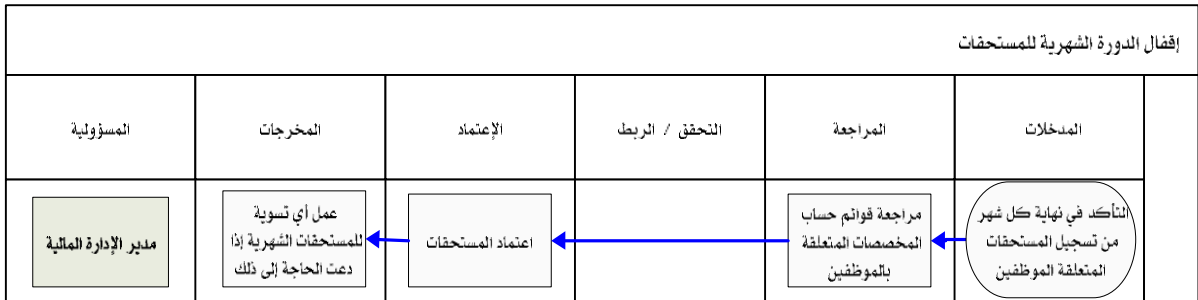 إقفال الدورة الشهرية للمستحقات
المدخلات
المراجعة
التحقق / الربط
الإعتماد
المخرجات
المسؤولية
التأكد في نهاية كل شهر
من تسجيل المستحقات
المتعلقة الموظفين
مراجعة قوائم حساب
المخصصات المتعلقة
بالموظفين
اعتماد المستحقات
عمل أي تسوية
للمستحقات الشهرية إذا
دعت الحاجة إلى ذلك
مدير الإدارة المالية